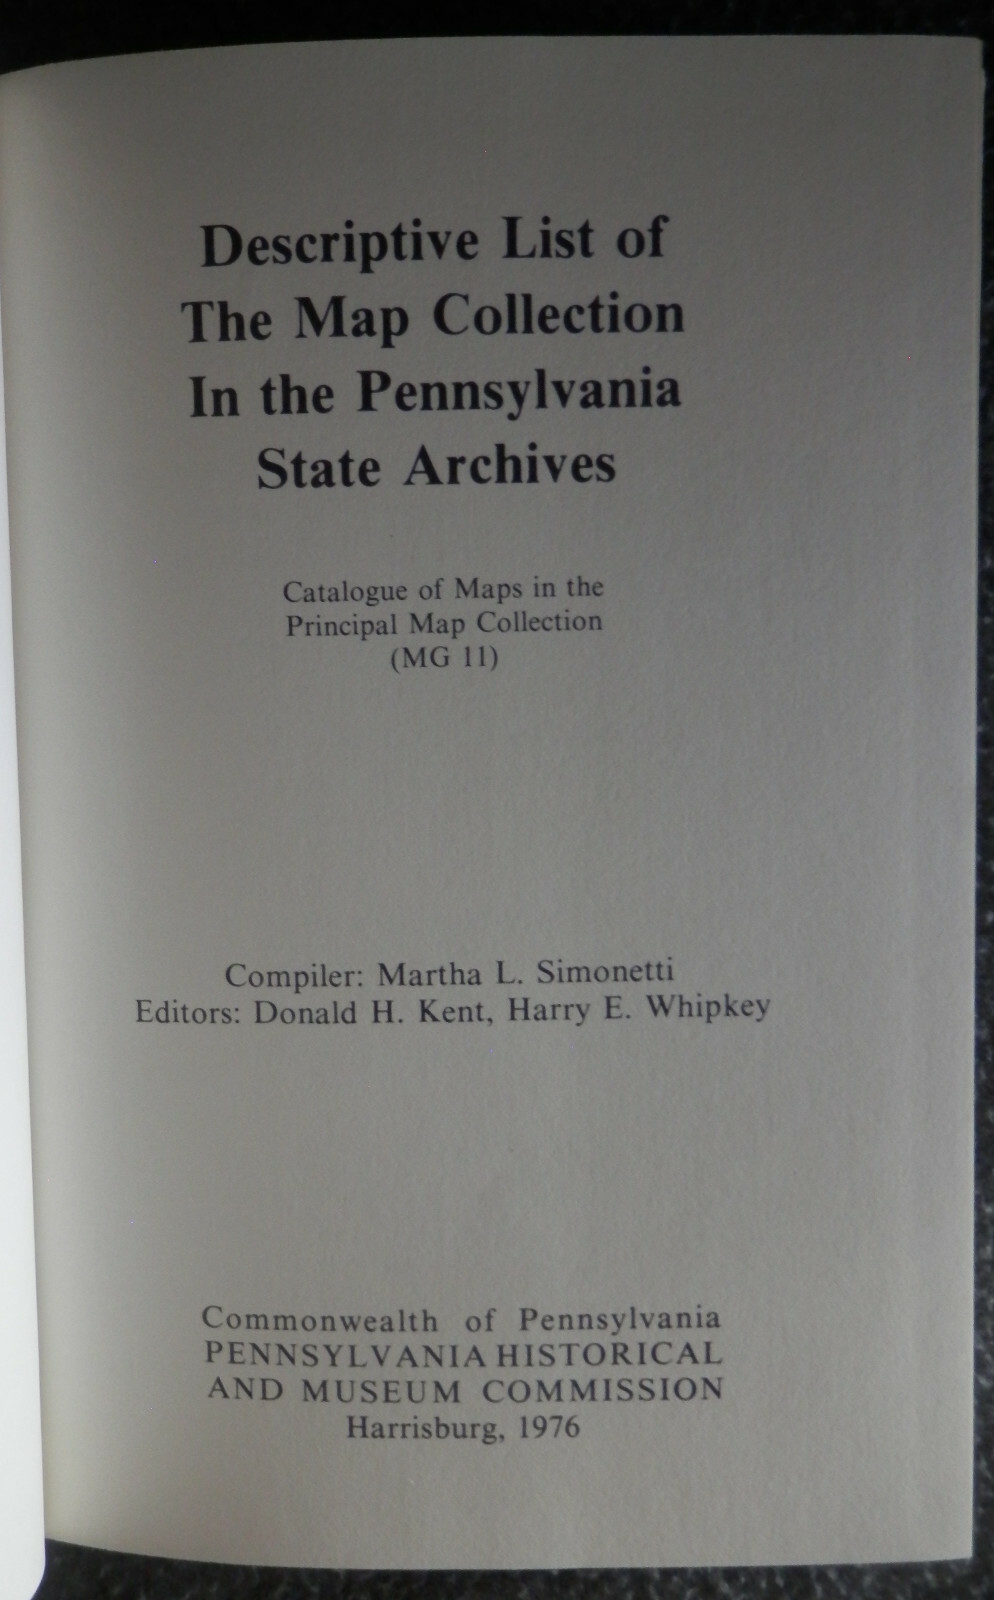 Descriptive List of
The Map Collection
In the Pennsylvania
State Archives
Catalogue of Maps in the
Principal Map Collection
(MG 11)
Compiler: Martha L. Simonetti
Editors: Donald H. Kent, Harry E. Whipkey
Commonwealth of Pennsylvania
PENNSYLVANIA HISTORICAL
AND MUSEUM COMMISSION
Harrisburg, 1976